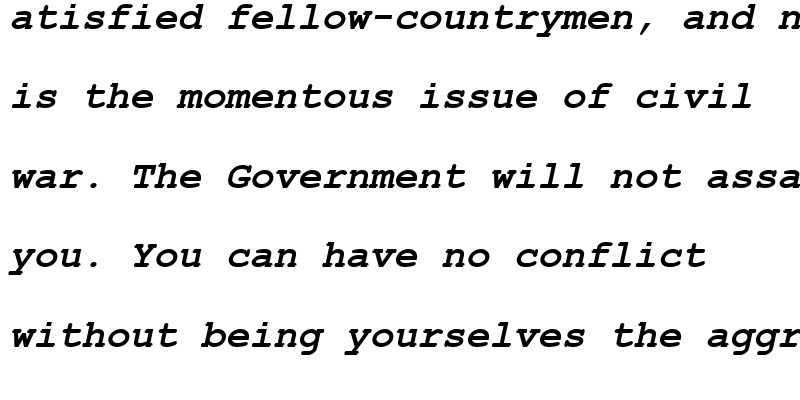 atisfied fellow-countrymen, and n
is the momentous issue of civil
war. The Government will not assa
you. You can have no conflict
without being yourselves the aggr